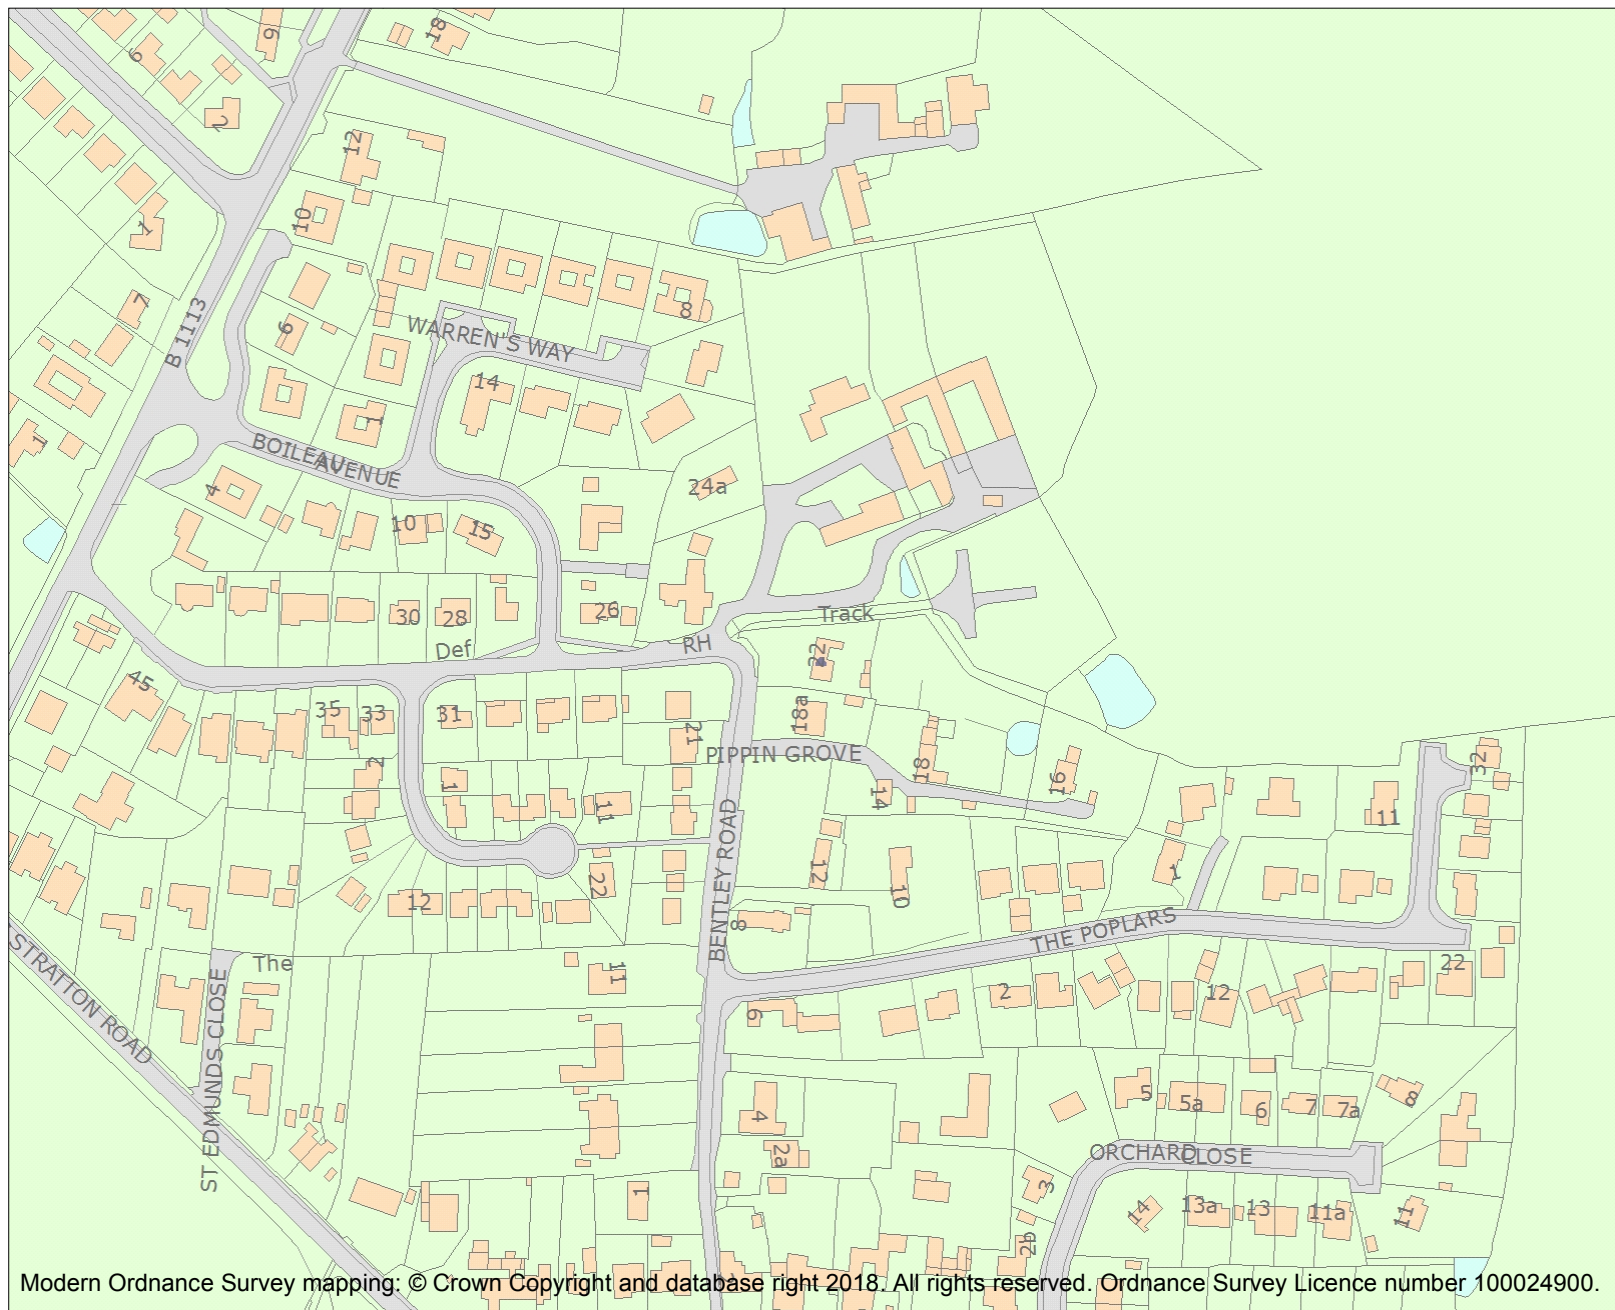 18
6
9
2
12
10
1
7
B 1113
6
8
WARREN'S WAY
14
1
1
BOILEAU
AVENUE
24a
4
10
15
30
28
26
Track
RH
Def
22
45
35
33
31
18a
21
PIPPIN GROVE
32
2
1
18
16
14
11
11
BENTLEY ROAD
12
1
22
12
10
8
THE POPLARS
STRATTON ROAD
The
11
22
2
12
6
ST EDMUNDS CLOSE
4
5
5a
6
7
7a
8
2a
ORCHARD
CLOSE
1
3
14
13a
13
11a
11
2b
Modern Ordnance Survey mapping: © Crown Copyright and database right 2018. All rights reserved. Ordnance Survey Licence number 100024900.